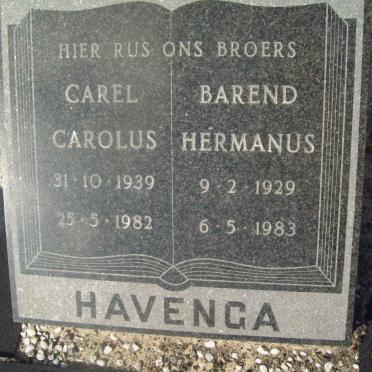 HIER RUS ONS BROERS
CAREL
CAROLUS
31·10·1939
25·5·1982
BAREND
HERMANUS
9·2·1929
6·5·1983
HAVENGA